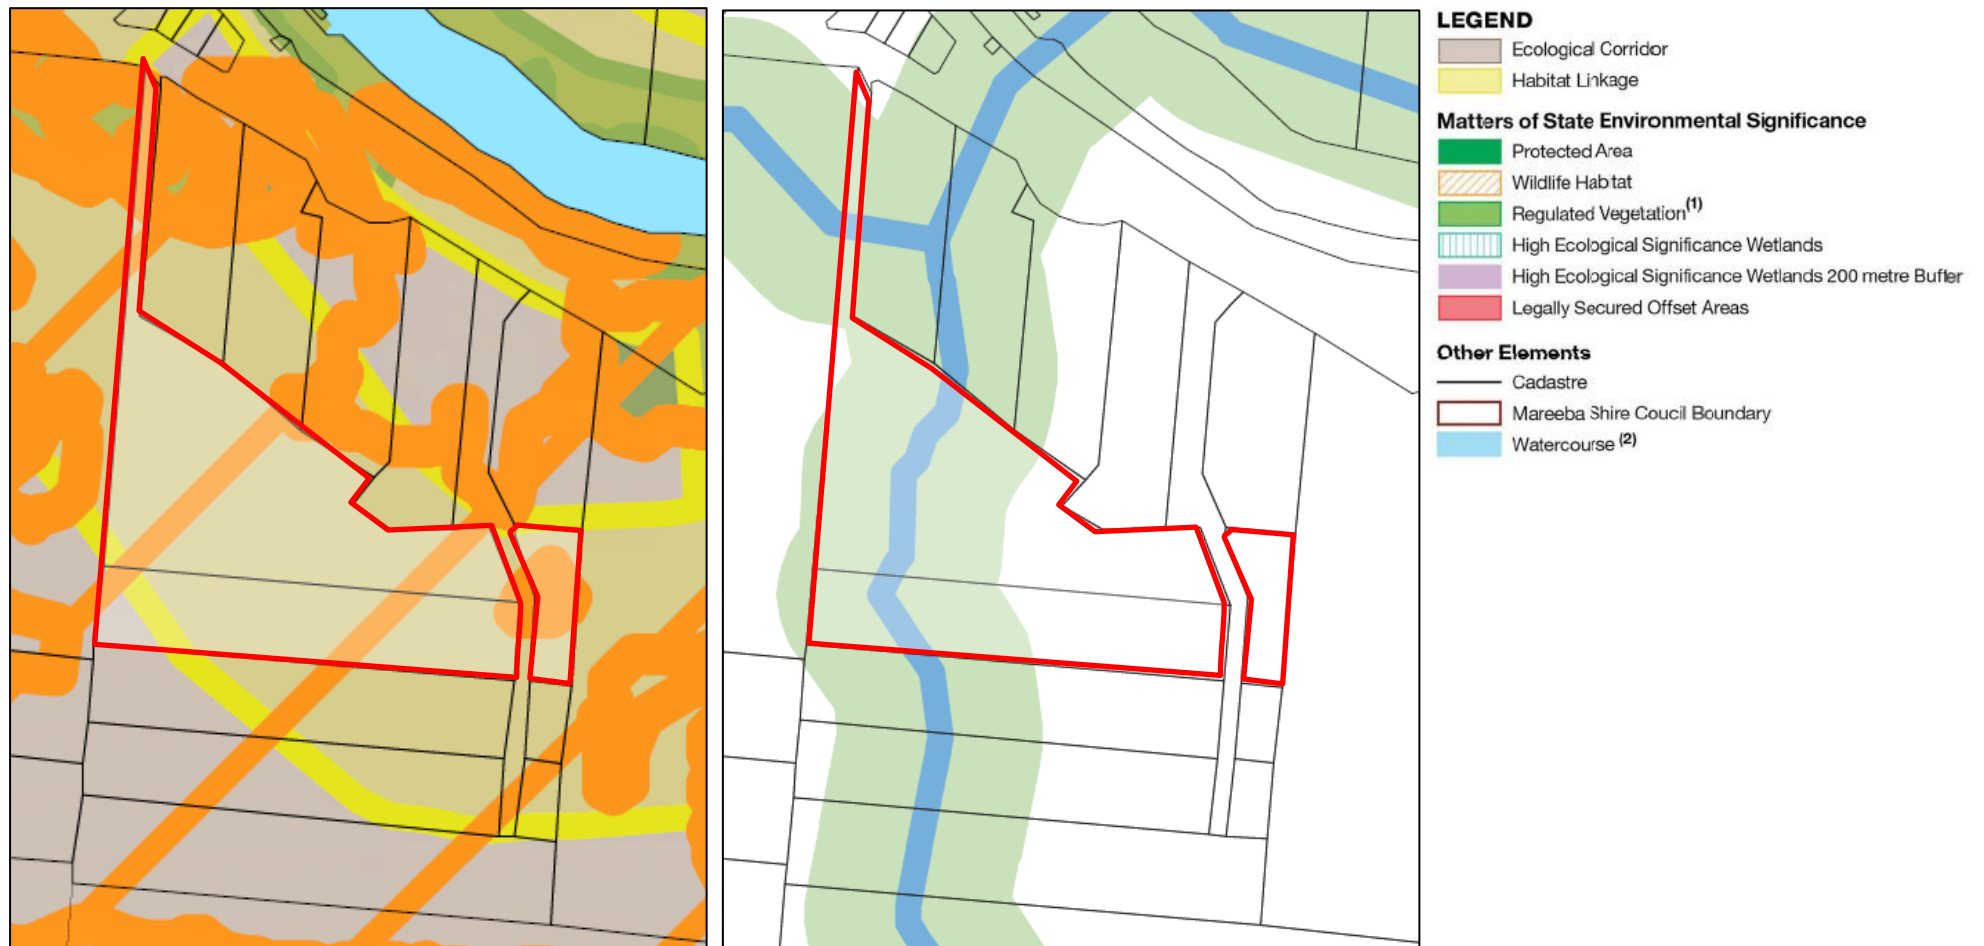 LEGEND
Ecological Corridor
Habitat Linkage
Matters of State Environmental Significance
Protected Area
Wildlife Habitat
Regulated Vegetation(1)
High Ecological Significance Wetlands
High Ecological Significance Wetlands 200 metre Buffer
Legally Secured Offset Areas
Other Elements
Cadastre
Mareeba Shire Coucil Boundary
Watercourse (2)